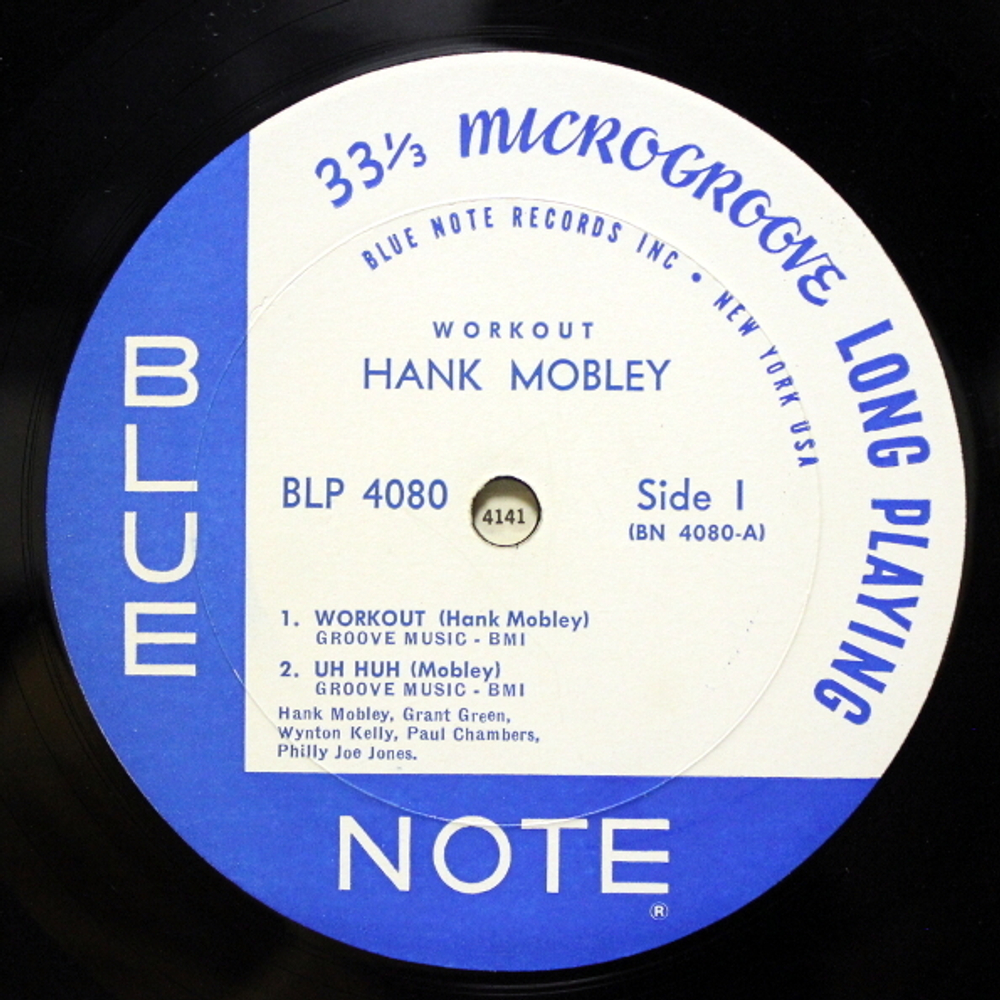 33⅓ MICROGROOVE LONG PLAYING
BLUE NOTE RECORDS INC • NEW YORK USA
WORKOUT
HANK MOBLEY
BLP 4080
4141
Side 1
(BN 4080-A)
1. WORKOUT (Hank Mobley)
GROOVE MUSIC - BMI
2. UH HUH (Mobley)
GROOVE MUSIC - BMI
Hank Mobley, Grant Green,
Wynton Kelly, Paul Chambers,
Philly Joe Jones.
BLUE
NOTE
®